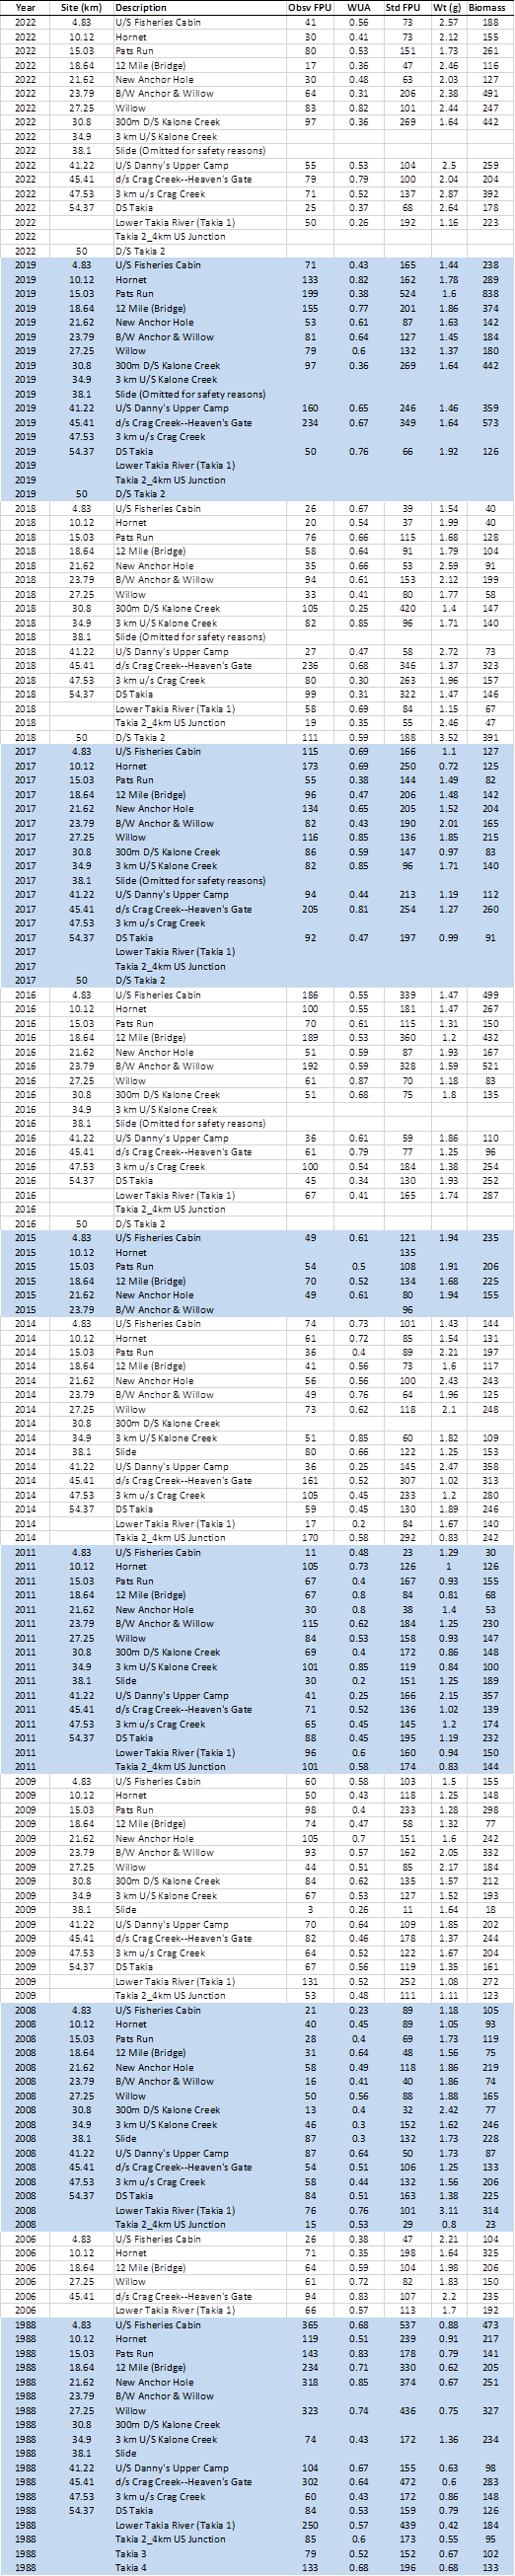 Year Site (km) Description Obsv FPU WUA Std FPU Wt (g) Biomass
2022 4.83 U/S Fisheries Cabin 41 0.56 73 2.57 188
2022 10.12 Hornet 30 0.41 73 2.12 155
2022 15.03 Pats Run 80 0.53 151 1.73 261
2022 18.64 12 Mile (Bridge) 17 0.36 47 2.46 116
2022 21.62 New Anchor Hole 30 0.48 63 2.03 127
2022 23.79 B/W Anchor & Willow 64 0.31 206 2.38 491
2022 27.25 Willow 83 0.82 101 2.44 247
2022 30.8 300m D/S Kalone Creek 97 0.36 269 1.64 442
2022 34.9 3 km U/S Kalone Creek
2022 38.1 Slide (Omitted for safety reasons)
2022 41.22 U/S Danny's Upper Camp 55 0.53 104 2.5 259
2022 45.41 d/s Crag Creek--Heaven's Gate 79 0.79 100 2.04 204
2022 47.53 3 km u/s Crag Creek 71 0.52 137 2.87 392
2022 54.37 DS Takia 25 0.37 68 2.64 178
Lower Takia River (Takia 1) 50 0.26 192 1.16 223
2022 Takia 2_4km US Junction
2022 50 D/S Takia 2
2019 4.83 U/S Fisheries Cabin 71 0.43 165 1.44 238
2019 10.12 Hornet 133 0.82 162 1.78 289
2019 15.03 Pats Run 199 0.38 524 1.6 838
2019 18.64 12 Mile (Bridge) 155 0.77 201 1.86 374
2019 21.62 New Anchor Hole 53 0.61 87 1.63 142
2019 23.79 B/W Anchor & Willow 81 0.64 127 1.45 184
2019 27.25 Willow 79 0.6 132 1.37 180
2019 30.8 300m D/S Kalone Creek 97 0.36 269 1.64 442
2019 34.9 3 km U/S Kalone Creek
2019 38.1 Slide (Omitted for safety reasons)
2019 41.22 U/S Danny's Upper Camp 160 0.65 246 1.46 359
2019 45.41 d/s Crag Creek--Heaven's Gate 234 0.67 349 1.64 573
2019 47.53 3 km u/s Crag Creek
2019 54.37 DS Takia 50 0.76 66 1.92 126
2019 Lower Takia River (Takia 1)
2019 Takia 2_4km US Junction
2019 50 D/S Takia 2
2018 4.83 U/S Fisheries Cabin 26 0.67 39 1.54 40
2018 10.12 Hornet 20 0.54 37 1.99 40
2018 15.03 Pats Run 76 0.66 115 1.68 128
2018 18.64 12 Mile (Bridge) 58 0.64 91 1.79 104
2018 21.62 New Anchor Hole 35 0.66 53 2.59 91
2018 23.79 B/W Anchor & Willow 94 0.61 153 2.12 199
2018 27.25 Willow 33 0.41 80 1.77 58
2018 30.8 300m D/S Kalone Creek 105 0.25 420 1.4 147
2018 34.9 3 km U/S Kalone Creek 82 0.85 96 1.71 140
2018 38.1 Slide (Omitted for safety reasons)
2018 41.22 U/S Danny's Upper Camp 27 0.47 58 2.72 73
2018 45.41 d/s Crag Creek--Heaven's Gate 236 0.68 346 1.37 323
2018 47.53 3 km u/s Crag Creek 80 0.30 263 1.96 157
2018 54.37 DS Takia 99 0.31 322 1.47 146
2018 Lower Takia River (Takia 1) 58 0.69 84 1.15 67
2018 Takia 2_4km US Junction 19 0.35 55 2.46 47
2018 50 D/S Takia 2 111 0.59 188 3.52 391
2017 4.83 U/S Fisheries Cabin 115 0.69 166 1.1 127
2017 10.12 Hornet 173 0.69 250 0.72 125
2017 15.03 Pats Run 55 0.38 144 1.49 82
2017 18.64 12 Mile (Bridge) 96 0.47 206 1.48 142
2017 21.62 New Anchor Hole 134 0.65 205 1.52 204
2017 23.79 B/W Anchor & Willow 82 0.43 190 2.01 165
2017 27.25 Willow 116 0.85 136 1.85 215
2017 30.8 300m D/S Kalone Creek 86 0.59 147 0.97 83
2017 34.9 3 km U/S Kalone Creek 82 0.85 96 1.71 140
2017 38.1 Slide (Omitted for safety reasons)
2017 41.22 U/S Danny's Upper Camp 94 0.44 213 1.19 112
2017 45.41 d/s Crag Creek--Heaven's Gate 205 0.81 254 1.27 260
2017 47.53 3 km u/s Crag Creek
2017 54.37 DS Takia 92 0.47 197 0.99 91
2017 Lower Takia River (Takia 1)
2017 Takia 2_4km US Junction
2017 50 D/S Takia 2
2016 4.83 U/S Fisheries Cabin 186 0.55 339 1.47 499
2016 10.12 Hornet 100 0.55 181 1.47 267
2016 15.03 Pats Run 70 0.61 115 1.31 150
2016 18.64 12 Mile (Bridge) 189 0.53 360 1.2 432
2016 21.62 New Anchor Hole 51 0.59 87 1.93 167
2016 23.79 B/W Anchor & Willow 192 0.59 328 1.59 521
2016 27.25 Willow 61 0.87 70 1.18 83
2016 30.8 300m D/S Kalone Creek 51 0.68 75 1.8 135
2016 34.9 3 km U/S Kalone Creek
2016 38.1 Slide (Omitted for safety reasons)
2016 41.22 U/S Danny's Upper Camp 36 0.61 59 1.86 110
2016 45.41 d/s Crag Creek--Heaven's Gate 61 0.79 77 1.25 96
2016 47.53 3 km u/s Crag Creek 100 0.54 184 1.38 254
2016 54.37 DS Takia 45 0.34 130 1.93 252
2016 Lower Takia River (Takia 1) 67 0.41 165 1.74 287
2016 Takia 2_4km US Junction
2016 50 D/S Takia 2
2015 4.83 U/S Fisheries Cabin 49 0.61 121 1.94 235
2015 10.12 Hornet 135
2015 15.03 Pats Run 54 0.5 108 1.91 206
2015 18.64 12 Mile (Bridge) 70 0.52 134 1.68 225
2015 21.62 New Anchor Hole 49 0.61 80 1.94 155
2015 23.79 B/W Anchor & Willow 96
2014 4.83 U/S Fisheries Cabin 74 0.73 101 1.43 144
2014 10.12 Hornet 61 0.72 85 1.54 131
2014 15.03 Pats Run 36 0.4 89 2.21 197
2014 18.64 12 Mile (Bridge) 41 0.56 73 1.6 117
2014 21.62 New Anchor Hole 56 0.56 100 2.43 243
2014 23.79 B/W Anchor & Willow 49 0.76 64 1.96 125
2014 27.25 Willow 73 0.62 118 2.1 248
2014 30.8 300m D/S Kalone Creek
2014 34.9 3 km U/S Kalone Creek 51 0.85 60 1.82 109
2014 38.1 Slide 80 0.66 122 1.25 153
2014 41.22 U/S Danny's Upper Camp 36 0.25 145 2.47 358
2014 45.41 d/s Crag Creek--Heaven's Gate 161 0.52 307 1.02 313
2014 47.53 3 km u/s Crag Creek 105 0.45 233 1.2 280
2014 54.37 DS Takia 59 0.45 130 1.89 246
2014 Lower Takia River (Takia 1) 17 0.2 84 1.67 140
2014 Takia 2_4km US Junction 170 0.58 292 0.83 242
2011 4.83 U/S Fisheries Cabin 11 0.48 23 1.29 30
2011 10.12 Hornet 105 0.73 126 1 126
2011 15.03 Pats Run 67 0.4 167 0.93 155
2011 18.64 12 Mile (Bridge) 67 0.8 84 0.81 68
2011 21.62 New Anchor Hole 30 0.8 38 1.4 53
2011 23.79 B/W Anchor & Willow 115 0.62 184 1.25 230
2011 27.25 Willow 84 0.53 158 0.93 147
2011 30.8 300m D/S Kalone Creek 69 0.4 172 0.86 148
2011 34.9 3 km U/S Kalone Creek 101 0.85 119 0.84 100
2011 38.1 Slide 30 0.2 151 1.25 189
2011 41.22 U/S Danny's Upper Camp 41 0.25 166 2.15 357
2011 45.41 d/s Crag Creek--Heaven's Gate 71 0.52 136 1.02 139
2011 47.53 3 km u/s Crag Creek 65 0.45 145 1.2 174
2011 54.37 DS Takia 88 0.45 195 1.19 232
2011 Lower Takia River (Takia 1) 96 0.6 160 0.94 150
2011 Takia 2_4km US Junction 101 0.58 174 0.83 144
2009 4.83 U/S Fisheries Cabin 60 0.58 103 1.5 155
2009 10.12 Hornet 50 0.43 118 1.25 148
2009 15.03 Pats Run 98 0.4 233 1.28 298
2009 18.64 12 Mile (Bridge) 74 0.47 58 1.32 77
2009 21.62 New Anchor Hole 105 0.7 151 1.6 242
2009 23.79 B/W Anchor & Willow 93 0.57 162 2.05 332
2009 27.25 Willow 44 0.51 85 2.17 184
2009 30.8 300m D/S Kalone Creek 84 0.62 135 1.57 212
2009 34.9 3 km U/S Kalone Creek 67 0.53 127 1.52 193
2009 38.1 Slide 3 0.26 11 1.64 18
2009 41.22 U/S Danny's Upper Camp 70 0.64 109 1.85 202
2009 45.41 d/s Crag Creek--Heaven's Gate 82 0.46 178 1.37 244
2009 47.53 3 km u/s Crag Creek 64 0.52 122 1.67 204
2009 54.37 DS Takia 67 0.56 119 1.35 161
2009 Lower Takia River (Takia 1) 131 0.52 252 1.08 272
2009 Takia 2_4km US Junction 53 0.48 111 1.11 123
2008 4.83 U/S Fisheries Cabin 21 0.23 89 1.18 105
2008 10.12 Hornet 40 0.45 89 1.05 93
2008 15.03 Pats Run 28 0.4 69 1.73 119
2008 18.64 12 Mile (Bridge) 31 0.64 48 1.56 75
2008 21.62 New Anchor Hole 58 0.49 118 1.86 219
2008 23.79 B/W Anchor & Willow 16 0.41 40 1.86 74
2008 27.25 Willow 50 0.56 88 1.88 165
2008 30.8 300m D/S Kalone Creek 13 0.4 32 2.42 77
2008 34.9 3 km U/S Kalone Creek 46 0.3 152 1.62 246
2008 38.1 Slide 87 0.3 132 1.73 228
2008 41.22 U/S Danny's Upper Camp 87 0.64 50 1.73 87
2008 45.41 d/s Crag Creek--Heaven's Gate 54 0.51 106 1.25 133
2008 47.53 3 km u/s Crag Creek 58 0.44 132 1.56 206
2008 54.37 DS Takia 84 0.51 163 1.38 225
2008 Lower Takia River (Takia 1) 76 0.76 101 3.11 314
2008 Takia 2_4km US Junction 15 0.53 29 0.8 23
2006 4.83 U/S Fisheries Cabin 26 0.38 47 2.21 104
2006 10.12 Hornet 71 0.35 198 1.64 325
2006 18.64 12 Mile (Bridge) 64 0.59 104 1.98 206
2006 27.25 Willow 61 0.72 82 1.83 150
2006 45.41 d/s Crag Creek--Heaven's Gate 94 0.83 107 2.2 235
2006 Lower Takia River (Takia 1) 66 0.57 113 1.7 192
1988 4.83 U/S Fisheries Cabin 365 0.68 537 0.88 473
1988 10.12 Hornet 119 0.51 239 0.91 217
1988 15.03 Pats Run 143 0.83 178 0.79 141
1988 18.64 12 Mile (Bridge) 234 0.71 330 0.62 205
1988 21.62 New Anchor Hole 318 0.85 374 0.67 251
1988 23.79 B/W Anchor & Willow
1988 27.25 Willow 323 0.74 436 0.75 327
1988 30.8 300m D/S Kalone Creek
1988 34.9 3 km U/S Kalone Creek 74 0.43 172 1.36 234
1988 38.1 Slide
1988 41.22 U/S Danny's Upper Camp 104 0.67 155 0.63 98
1988 45.41 d/s Crag Creek--Heaven's Gate 302 0.64 472 0.6 283
1988 47.53 3 km u/s Crag Creek 60 0.43 172 0.86 148
1988 54.37 DS Takia 84 0.53 159 0.79 126
1988 Lower Takia River (Takia 1) 250 0.57 439 0.42 184
1988 Takia 2_4km US Junction 85 0.6 173 0.55 95
1988 Takia 3 79 0.52 152 0.67 102
1988 Takia 4 133 0.68 196 0.68 133